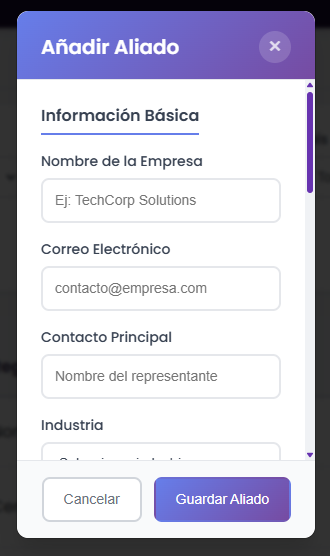 Añadir Aliado
Información Básica
Nombre de la Empresa
Ej: TechCorp Solutions
Correo Electrónico
contacto@empresa.com
Contacto Principal
Nombre del representante
Industria
Cancelar
Guardar Aliado